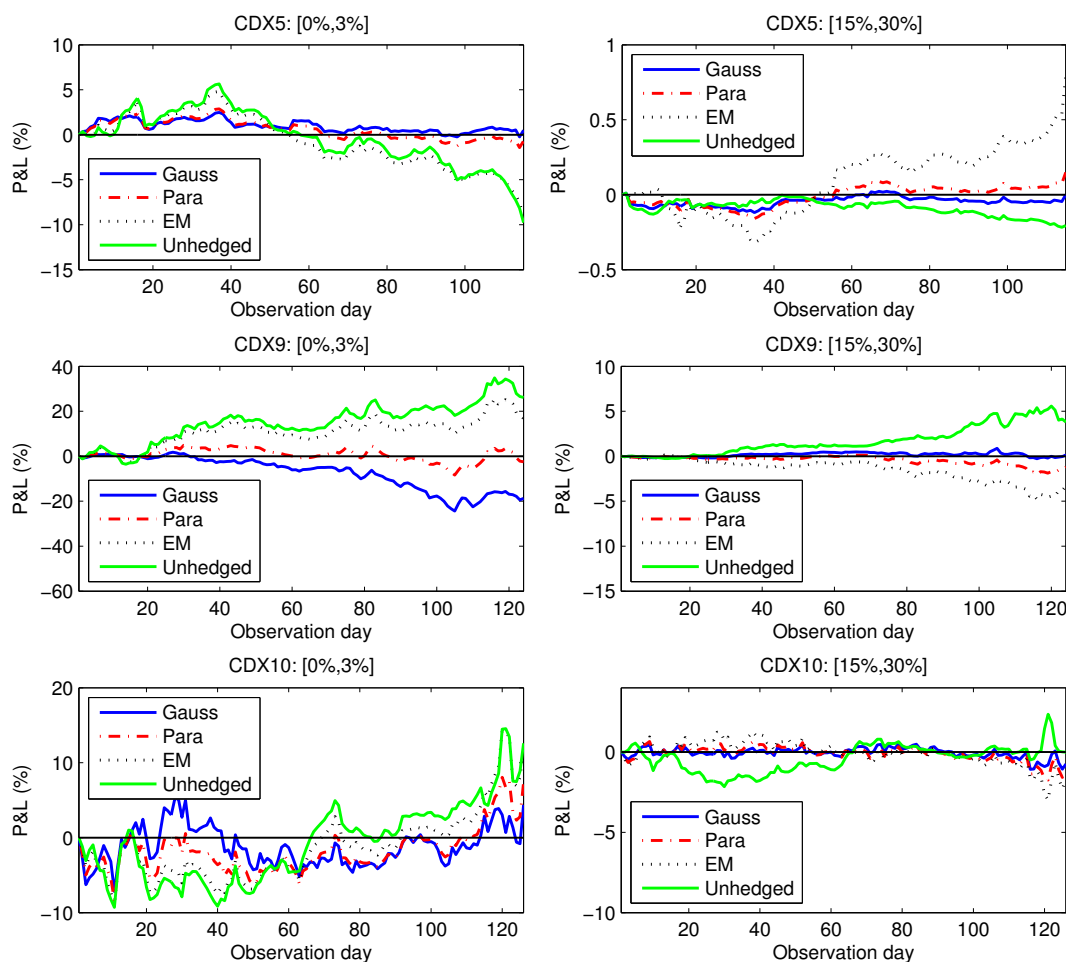 CDX5: [0%,3%]
10
5
0
−5
−10
−15
P&L (%)
Gauss
Para
EM
Unhedged
20 40 60 80 100
Observation day
CDX5: [15%,30%]
1
0.5
0
−0.5
P&L (%)
Gauss
Para
EM
Unhedged
20 40 60 80 100
Observation day
CDX9: [0%,3%]
40
20
0
−20
−40
−60
P&L (%)
Gauss
Para
EM
Unhedged
20 40 60 80 100 120
Observation day
CDX9: [15%,30%]
10
5
0
−5
−10
−15
P&L (%)
Gauss
Para
EM
Unhedged
20 40 60 80 100 120
Observation day
CDX10: [0%,3%]
20
10
0
−10
P&L (%)
Gauss
Para
EM
Unhedged
20 40 60 80 100 120
Observation day
CDX10: [15%,30%]
0
−5
−10
P&L (%)
Gauss
Para
EM
Unhedged
20 40 60 80 100 120
Observation day